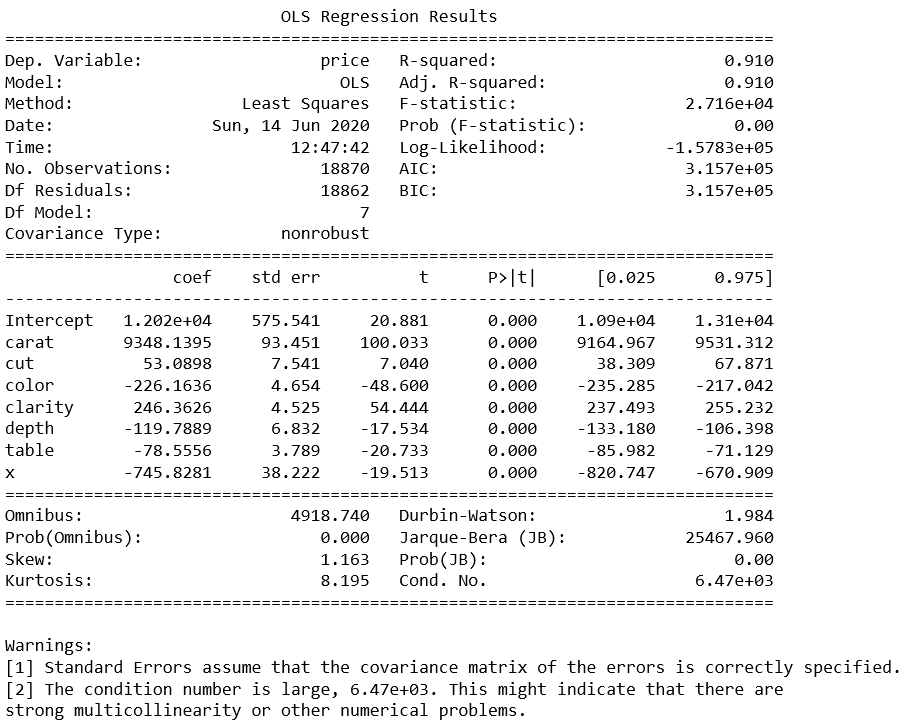 OLS Regression Results
==============================================================================
Dep. Variable:                  price   R-squared:                       0.910
Model:                            OLS   Adj. R-squared:                  0.910
Method:                 Least Squares   F-statistic:                 2.716e+04
Date:                Sun, 14 Jun 2020   Prob (F-statistic):               0.00
Time:                        12:47:42   Log-Likelihood:            -1.5783e+05
No. Observations:               18870   AIC:                         3.157e+05
Df Residuals:                   18862   BIC:                         3.157e+05
Df Model:                           7
Covariance Type:            nonrobust
==============================================================================
                 coef    std err          t      P>|t|      [0.025      0.975]
------------------------------------------------------------------------------
Intercept   1.202e+04    575.541     20.881      0.000    1.09e+04    1.31e+04
carat       9348.1395     93.451    100.033      0.000    9164.967    9531.312
cut           53.0898      7.541      7.040      0.000      38.309      67.871
color       -226.1636      4.654    -48.600      0.000    -235.285    -217.042
clarity      246.3626      4.525     54.444      0.000     237.493     255.232
depth       -119.7889      6.832    -17.534      0.000    -133.180    -106.398
table        -78.5556      3.789    -20.733      0.000     -85.982     -71.129
x           -745.8281     38.222    -19.513      0.000    -820.747    -670.909
==============================================================================
Omnibus:                     4918.740   Durbin-Watson:                   1.984
Prob(Omnibus):                  0.000   Jarque-Bera (JB):            25467.960
Skew:                           1.163   Prob(JB):                         0.00
Kurtosis:                       8.195   Cond. No.                     6.47e+03
==============================================================================
Warnings:
[1] Standard Errors assume that the covariance matrix of the errors is correctly specified.
[2] The condition number is large, 6.47e+03. This might indicate that there are
strong multicollinearity or other numerical problems.